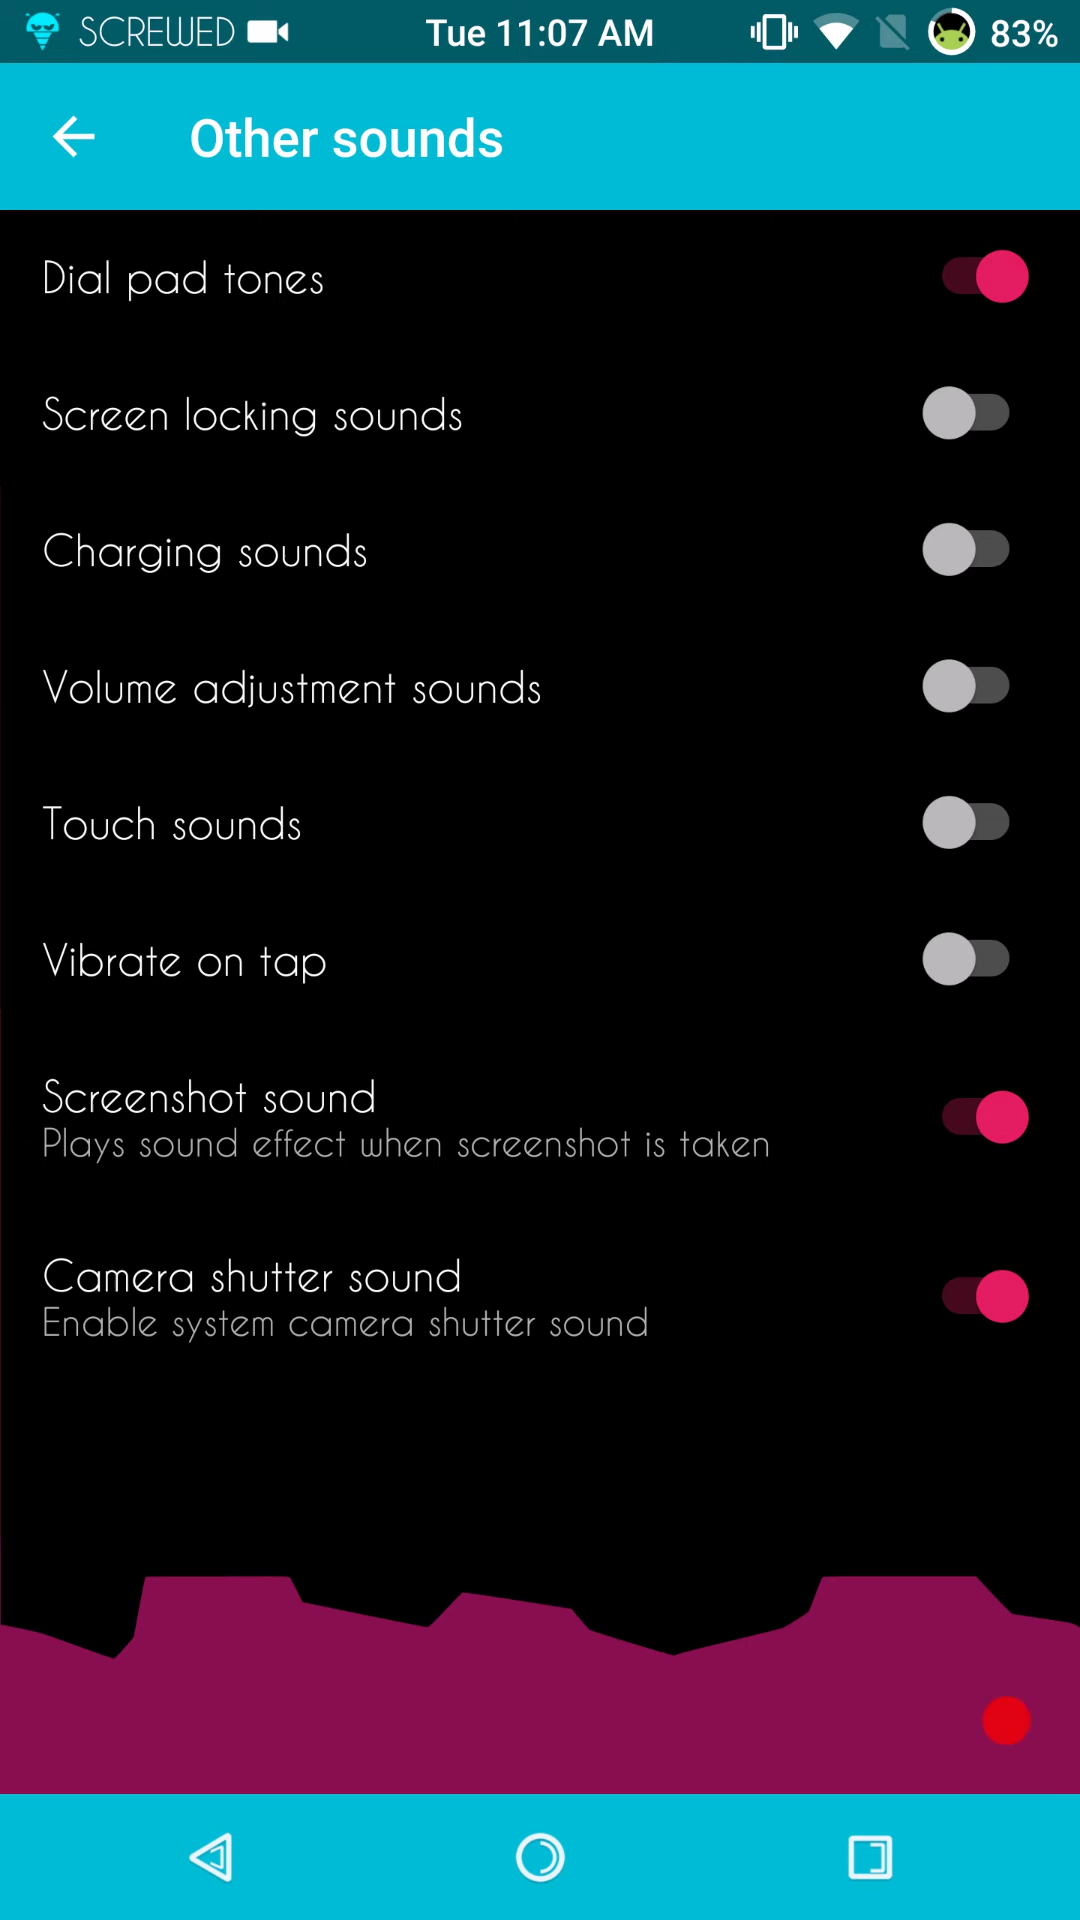 SCREWED Tue 11:07 AM 83%
Other sounds
Dial pad tones
Screen locking sounds
Charging sounds
Volume adjustment sounds
Touch sounds
Vibrate on tap
Screenshot sound
Plays sound effect when screenshot is taken
Camera shutter sound
Enable system camera shutter sound